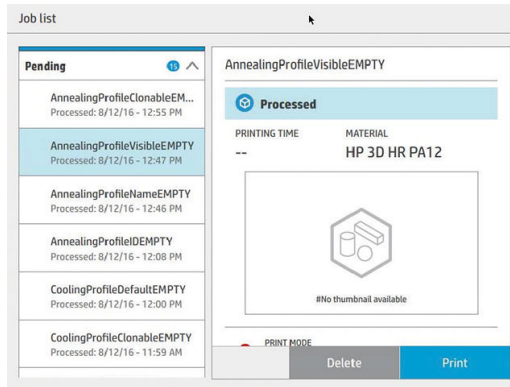 Job list
Pending 15
AnnealingProfileClonableEM...
Processed: 8/12/16 - 12:55 PM
AnnealingProfileVisibleEMPTY
Processed: 8/12/16 - 12:47 PM
AnnealingProfileNameEMPTY
Processed: 8/12/16 - 12:46 PM
AnnealingProfileIDEMPTY
Processed: 8/12/16 - 12:08 PM
CoolingProfileDefaultEMPTY
Processed: 8/12/16 - 12:00 PM
CoolingProfileClonableEMPTY
Processed: 8/12/16 - 11:59 AM
AnnealingProfileVisibleEMPTY
Processed
PRINTING TIME MATERIAL
-- HP 3D HR PA12
#No thumbnail available
PRINT MODE
Delete Print